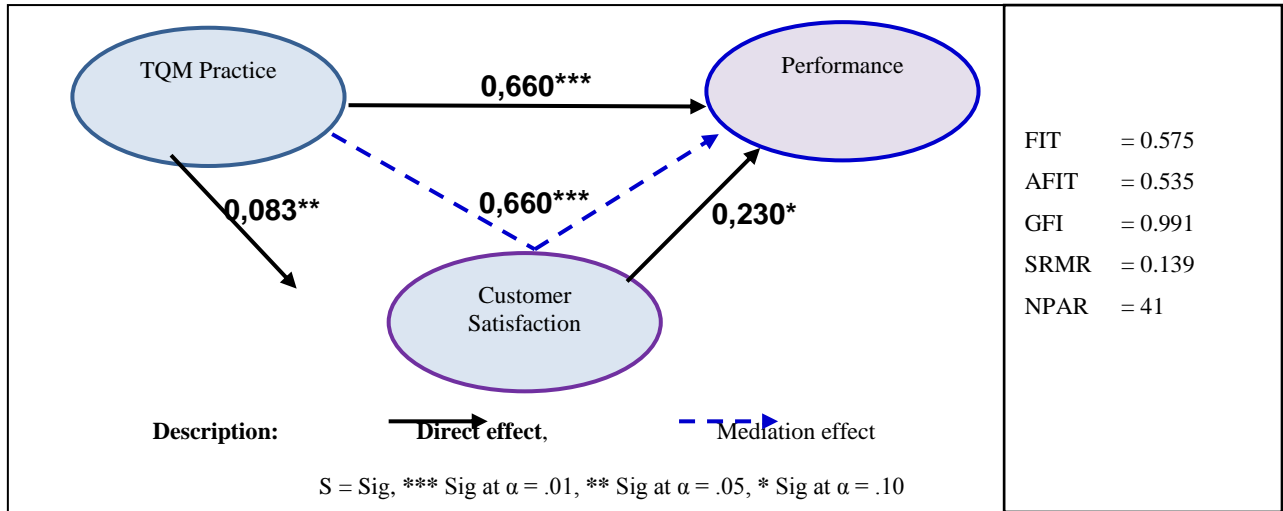 TQM Practice
Performance
0,660***
0,083**
0,660***
0,230*
Customer
Satisfaction
Description: Direct effect, Mediation effect
S = Sig, *** Sig at α = .01, ** Sig at α = .05, * Sig at α = .10
FIT = 0.575
AFIT = 0.535
GFI = 0.991
SRMR = 0.139
NPAR = 41